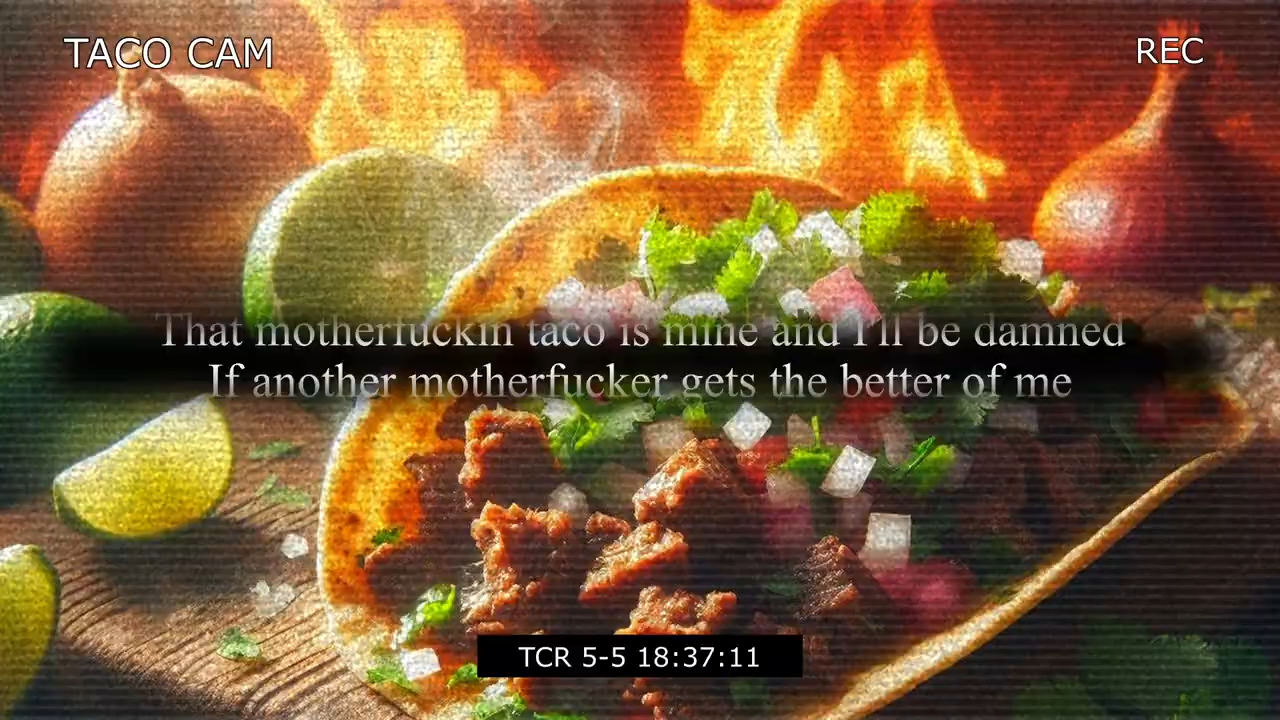 TACO CAM
REC
That motherfuckin taco is mine and I'll be damned
If another motherfucker gets the better of me
TCR 5-5 18:37:11